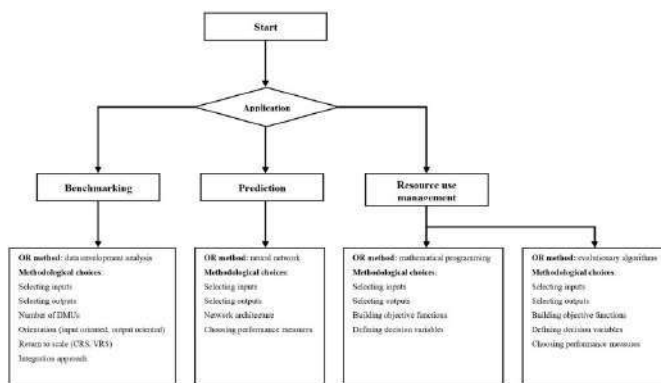 Start
Application
Benchmarking
Prediction
Resource use
management
OR method: data envelopment analysis
Methodological choices:
Selecting inputs
Selecting outputs
Number of DMUs
Orientation (input oriented, output oriented)
Return to scale (CRS, VRS)
Integration approach
OR method: neural network
Methodological choices:
Selecting inputs
Selecting outputs
Network architecture
Choosing performance measures
OR method: mathematical programming
Methodological choices:
Selecting inputs
Selecting outputs
Building objective functions
Defining decision variables
OR method: evolutionary algorithms
Methodological choices:
Selecting inputs
Selecting outputs
Building objective functions
Defining decision variables
Choosing performance measures